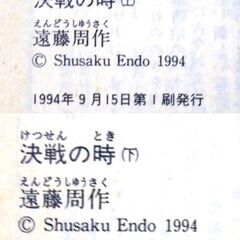 決戦の時(上)
えんどうしゅうさく
遠藤周作
© Shusaku Endo 1994
1994年9月15日第1刷発行
けつせん とき
決戦の時(下)
えんどうしゅうさく
遠藤周作
© Shusaku Endo 1994